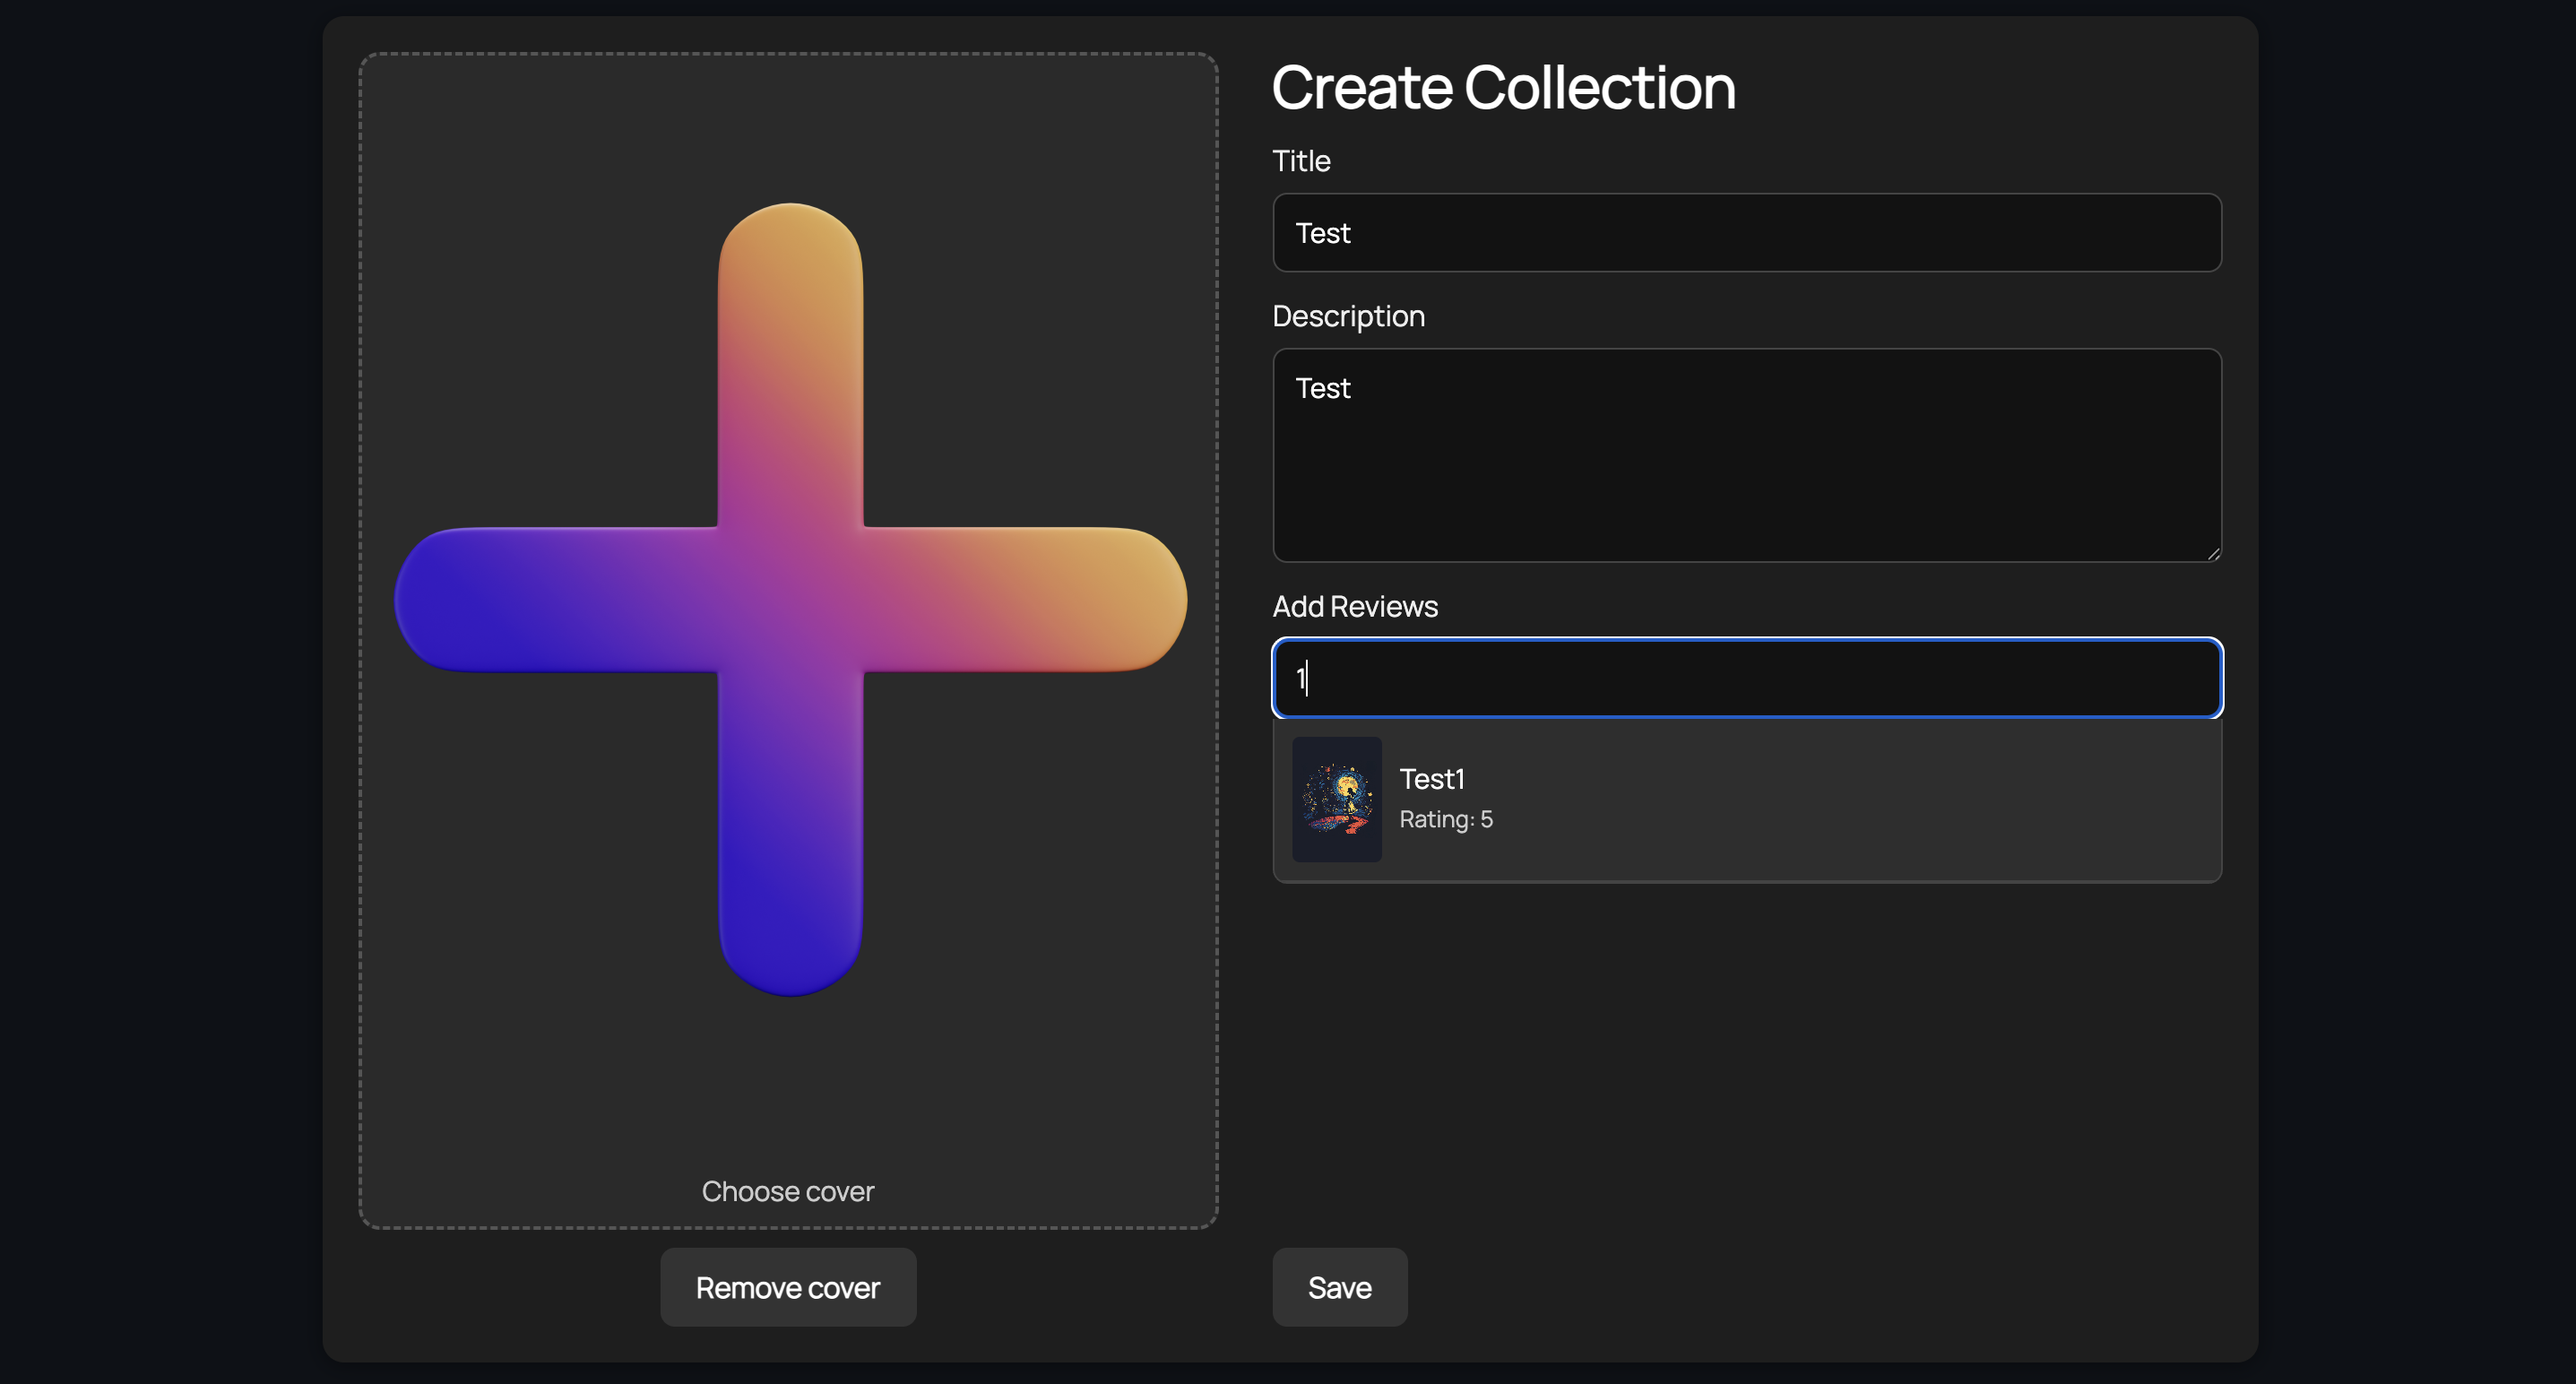 Create Collection
Title
Test
Description
Test
Add Reviews
1
Test1
Rating: 5
Choose cover
Remove cover
Save